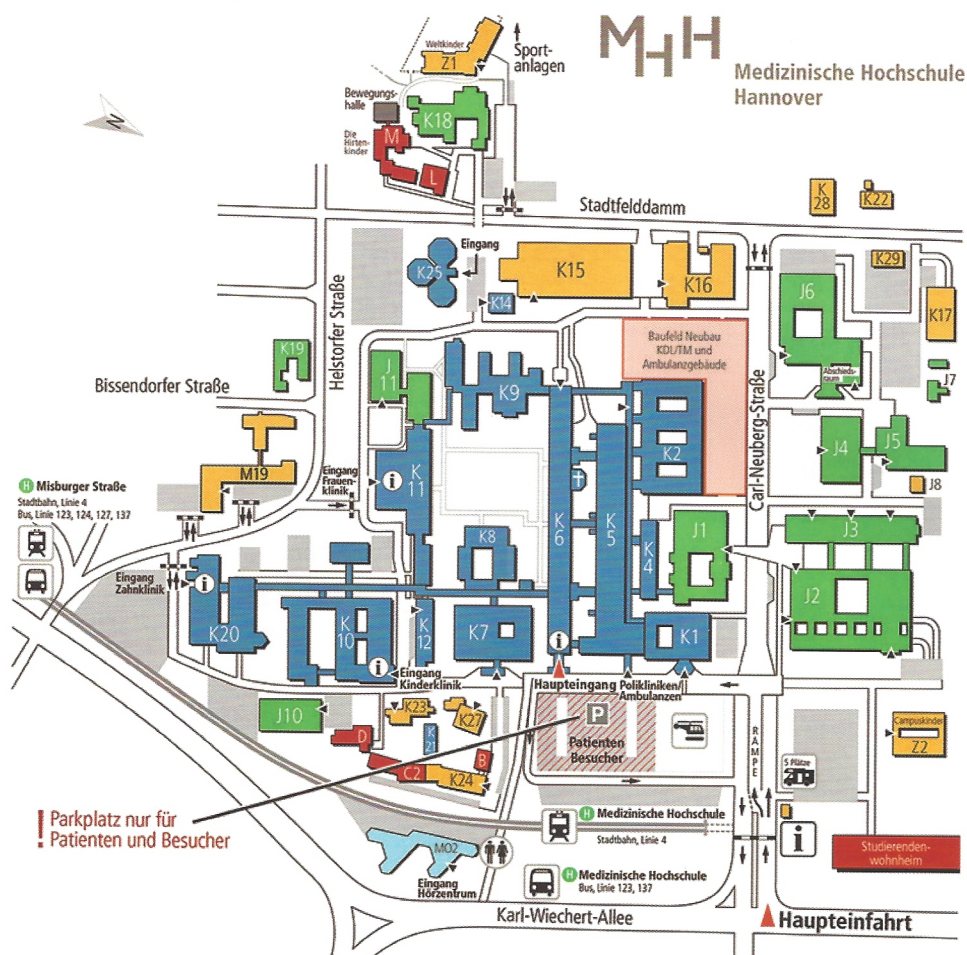 MHH
Medizinische Hochschule
Hannover
Weltkinder
Z1
Sport-
anlagen
Bewegungs-
halle
K18
M
Die
Hirten-
kinder
L
N
Stadtfelddamm
K
28
K22
Eingang
K25
K14
K15
K16
K29
J6
K17
Helstorfer Straße
K19
Bissendorfer Straße
J
11
K9
Baufeld Neubau
KDL/TM und
Ambulanzgebäude
Carl-Neuberg-Straße
Abschieds-
raum
J7
K2
J4
J5
J8
M19
Eingang
Frauen-
klinik
K
11
i
K
6
K
5
H Misburger Straße
Stadtbahn, Linie 4
Bus, Linie 123, 124, 127, 137
K8
K
4
J1
J3
J2
Eingang
Zahnklinik
i
K20
K
10
i
K
12
K7
i
K1
Eingang
Kinderklinik
Haupteingang
Polikliniken/
Ambulanzen
J10
K23
K27
D
K
21
B
C2
K24
P
Patienten
Besucher
RAMPE
5 Plätze
Campuskinder
Z2
! Parkplatz nur für
Patienten und Besucher
H Medizinische Hochschule
Stadtbahn, Linie 4
i
Studierenden-
wohnheim
M02
Eingang
Hörzentrum
H Medizinische Hochschule
Bus, Linie 123, 137
Karl-Wiechert-Allee
Haupteinfahrt